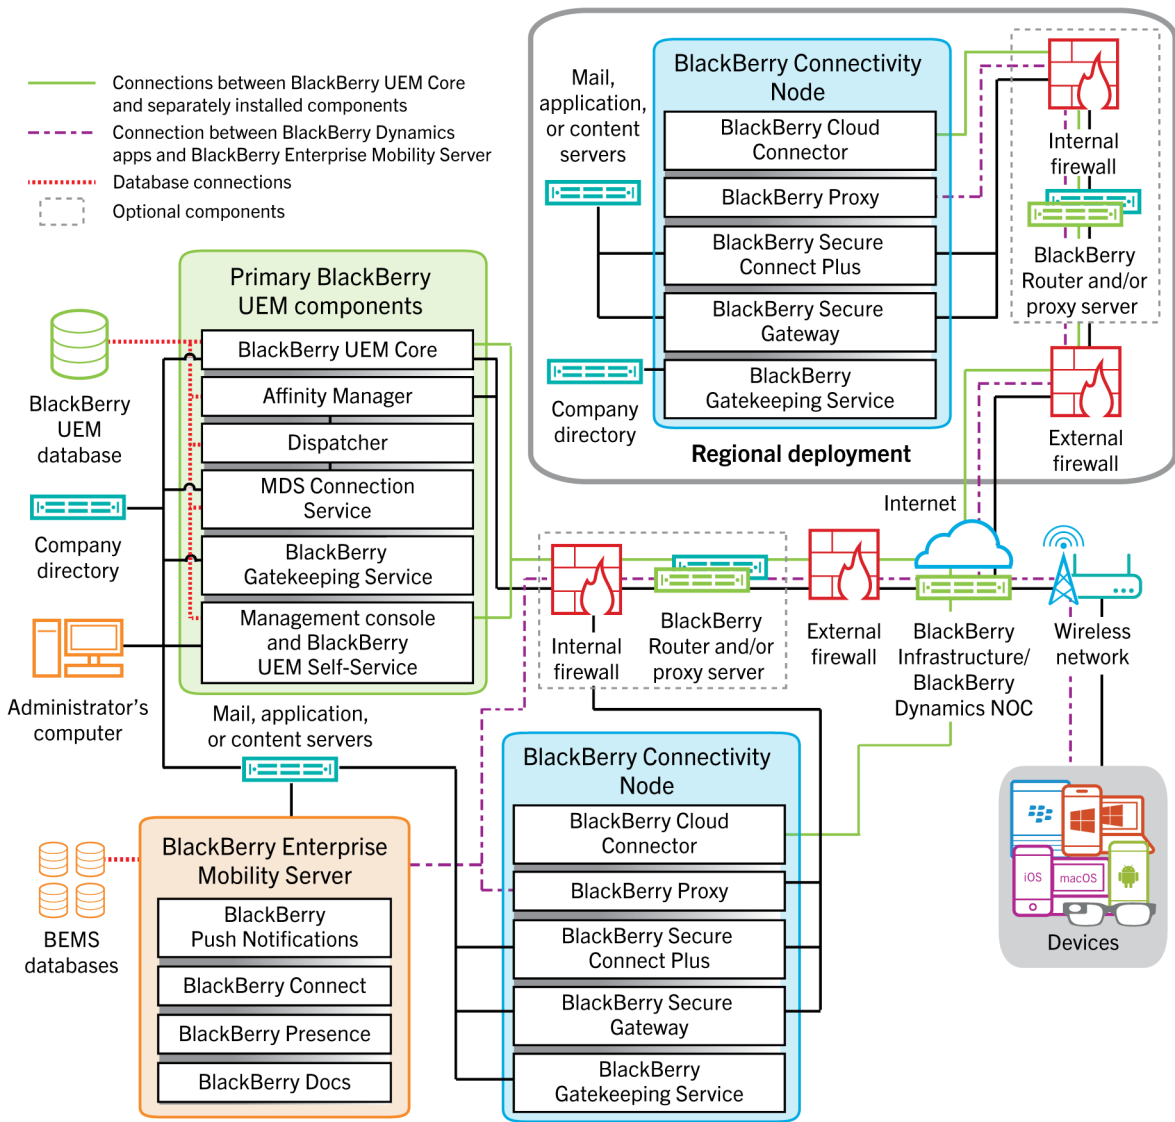 Connections between BlackBerry UEM Core
and separately installed components
Connection between BlackBerry Dynamics
apps and BlackBerry Enterprise Mobility Server
Database connections
Optional components
Mail,
application,
or content
servers
Company
directory
BlackBerry Connectivity
Node
BlackBerry Cloud
Connector
BlackBerry Proxy
BlackBerry Secure
Connect Plus
BlackBerry Secure
Gateway
BlackBerry
Gatekeeping Service
Regional deployment
Internal
firewall
BlackBerry
Router and/or
proxy server
External
firewall
Primary BlackBerry
UEM components
BlackBerry UEM Core
Affinity Manager
Dispatcher
MDS Connection
Service
BlackBerry
Gatekeeping Service
Management console
and BlackBerry
UEM Self-Service
BlackBerry
UEM
database
Company
directory
Administrator's
computer
Internet
Internal
firewall
BlackBerry
Router and/or
proxy server
External
firewall
BlackBerry
Infrastructure/
BlackBerry
Dynamics NOC
Wireless
network
Mail, application,
or content servers
BlackBerry Enterprise
Mobility Server
BlackBerry
Push Notifications
BlackBerry Connect
BlackBerry Presence
BlackBerry Docs
BEMS
databases
BlackBerry Connectivity
Node
BlackBerry Cloud
Connector
BlackBerry Proxy
BlackBerry Secure
Connect Plus
BlackBerry Secure
Gateway
BlackBerry
Gatekeeping Service
iOS
macOS
Devices